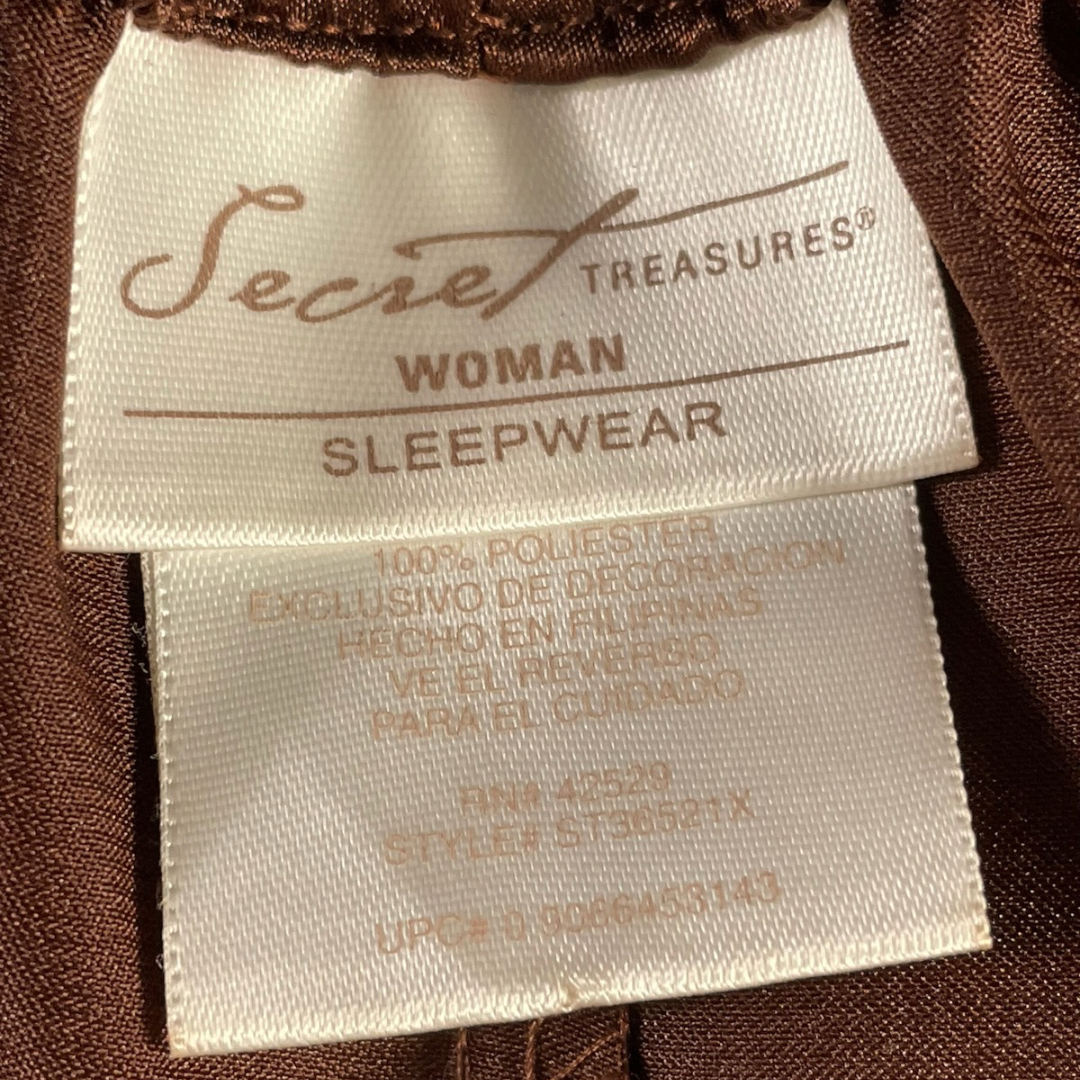 Secret
TREASURES®
WOMAN
SLEEPWEAR
100% POLIESTER
EXCLUSIVO DE DECORACION
HECHO EN FILIPINAS
VE EL REVERSO
PARA EL CUIDADO
RN# 42529
STYLE# ST36521X
UPC# 0 9066453143